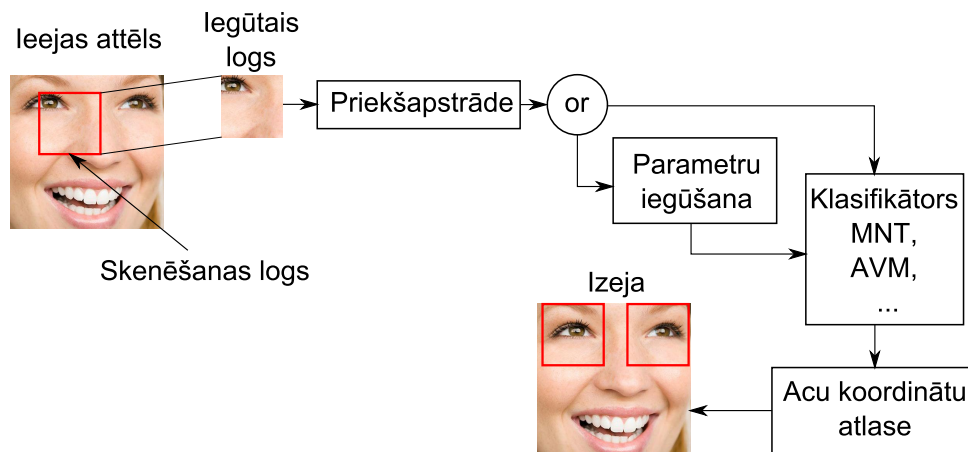 Ieejas attēls
Iegūtais
logs
Priekšapstrāde
or
Parametru
iegūšana
Klasifikātors
MNT,
AVM,
...
Skenēšanas logs
Izeja
Acu koordinātu
atlase